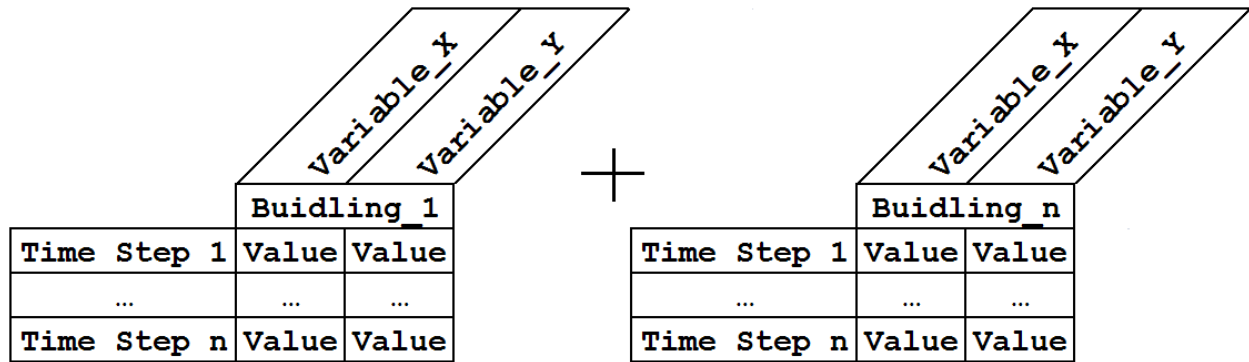 Variable_X Variable_Y Variable_X Variable_Y
+
Buidling_1 Buidling_n
Time Step 1 Value Value Time Step 1 Value Value
… … … … … …
Time Step n Value Value Time Step n Value Value